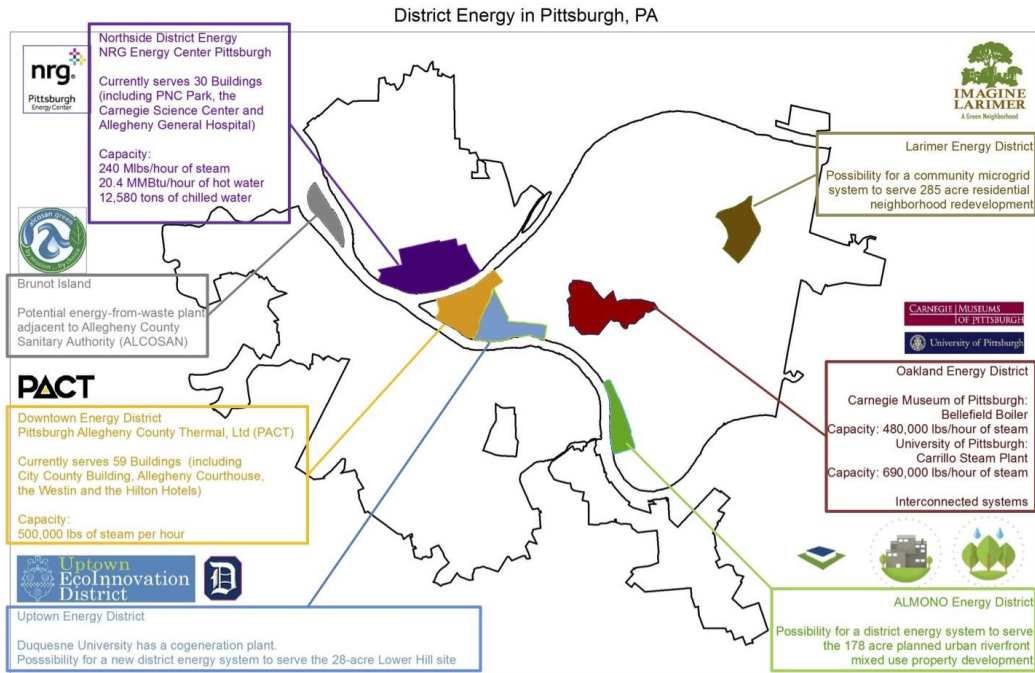 District Energy in Pittsburgh, PA
nrg
Pittsburgh
Energy Center
Northside District Energy
NRG Energy Center Pittsburgh
Currently serves 30 Buildings
(including PNC Park, the
Carnegie Science Center and
Allegheny General Hospital)
Capacity:
240 Mlbs/hour of steam
20.4 MMBtu/hour of hot water
12,580 tons of chilled water
IMAGINE
LARIMER
A Green Neighborhood
Larimer Energy District
Possibility for a community microgrid
system to serve 285 acre residential
neighborhood redevelopment
alcosan green
Brunot Island
Potential energy-from-waste plant
adjacent to Allegheny County
Sanitary Authority (ALCOSAN)
CARNEGIE MUSEUMS
OF PITTSBURGH
University of Pittsburgh
Oakland Energy District
Carnegie Museum of Pittsburgh:
Bellefield Boiler
Capacity: 480,000 lbs/hour of steam
University of Pittsburgh:
Carrillo Steam Plant
Capacity: 690,000 lbs/hour of steam
Interconnected systems
PACT
Downtown Energy District
Pittsburgh Allegheny County Thermal, Ltd (PACT)
Currently serves 59 Buildings (including
City County Building, Allegheny Courthouse,
the Westin and the Hilton Hotels)
Capacity:
500,000 lbs of steam per hour
Uptown
EcoInnovation
District
D
Uptown Energy District
Duquesne University has a cogeneration plant.
Posssibility for a new district energy system to serve the 28-acre Lower Hill site
ALMONO Energy District
Possibility for a district energy system to serve
the 178 acre planned urban riverfront
mixed use property development